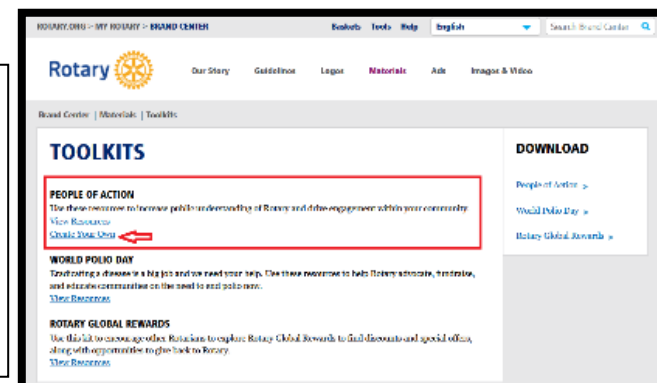 ROTARY.ORG > MY ROTARY > BRAND CENTER Baskets Tools Help English Search Brand Center
Rotary Our Story Guidelines Logos Materials Ads Images & Video
Brand Center | Materials | Toolkits
TOOLKITS
PEOPLE OF ACTION
Use these resources to increase public understanding of Rotary and drive engagement within your community.
View Resources
Create Your Own
WORLD POLIO DAY
Eradicating a disease is a big job and we need your help. Use these resources to help Rotary advocate, fundraise,
and educate communities on the need to end polio now.
View Resources
ROTARY GLOBAL REWARDS
Use this kit to encourage other Rotarians to explore Rotary Global Rewards to find discounts and special offers,
along with opportunities to give back to Rotary.
View Resources
DOWNLOAD
People of Action >
World Polio Day >
Rotary Global Rewards >